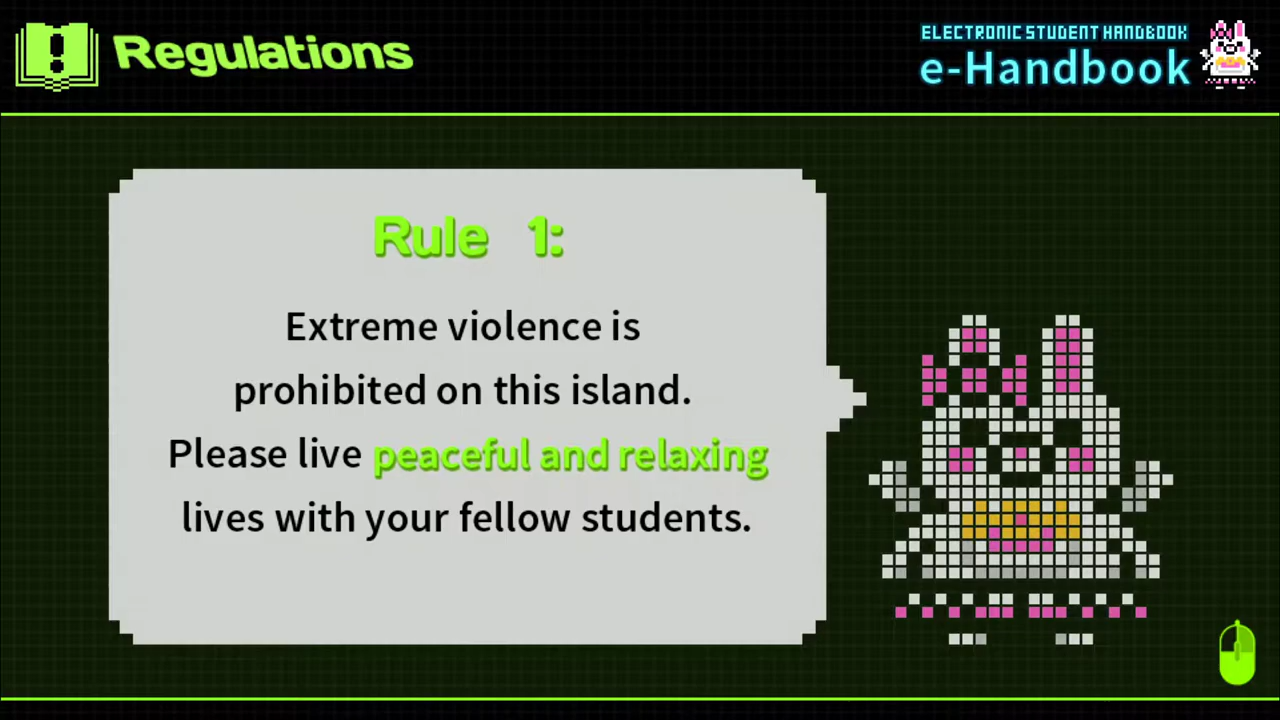 Regulations
ELECTRONIC STUDENT HANDBOOK
e-Handbook
Rule 1:
Extreme violence is
prohibited on this island.
Please live peaceful and relaxing
lives with your fellow students.